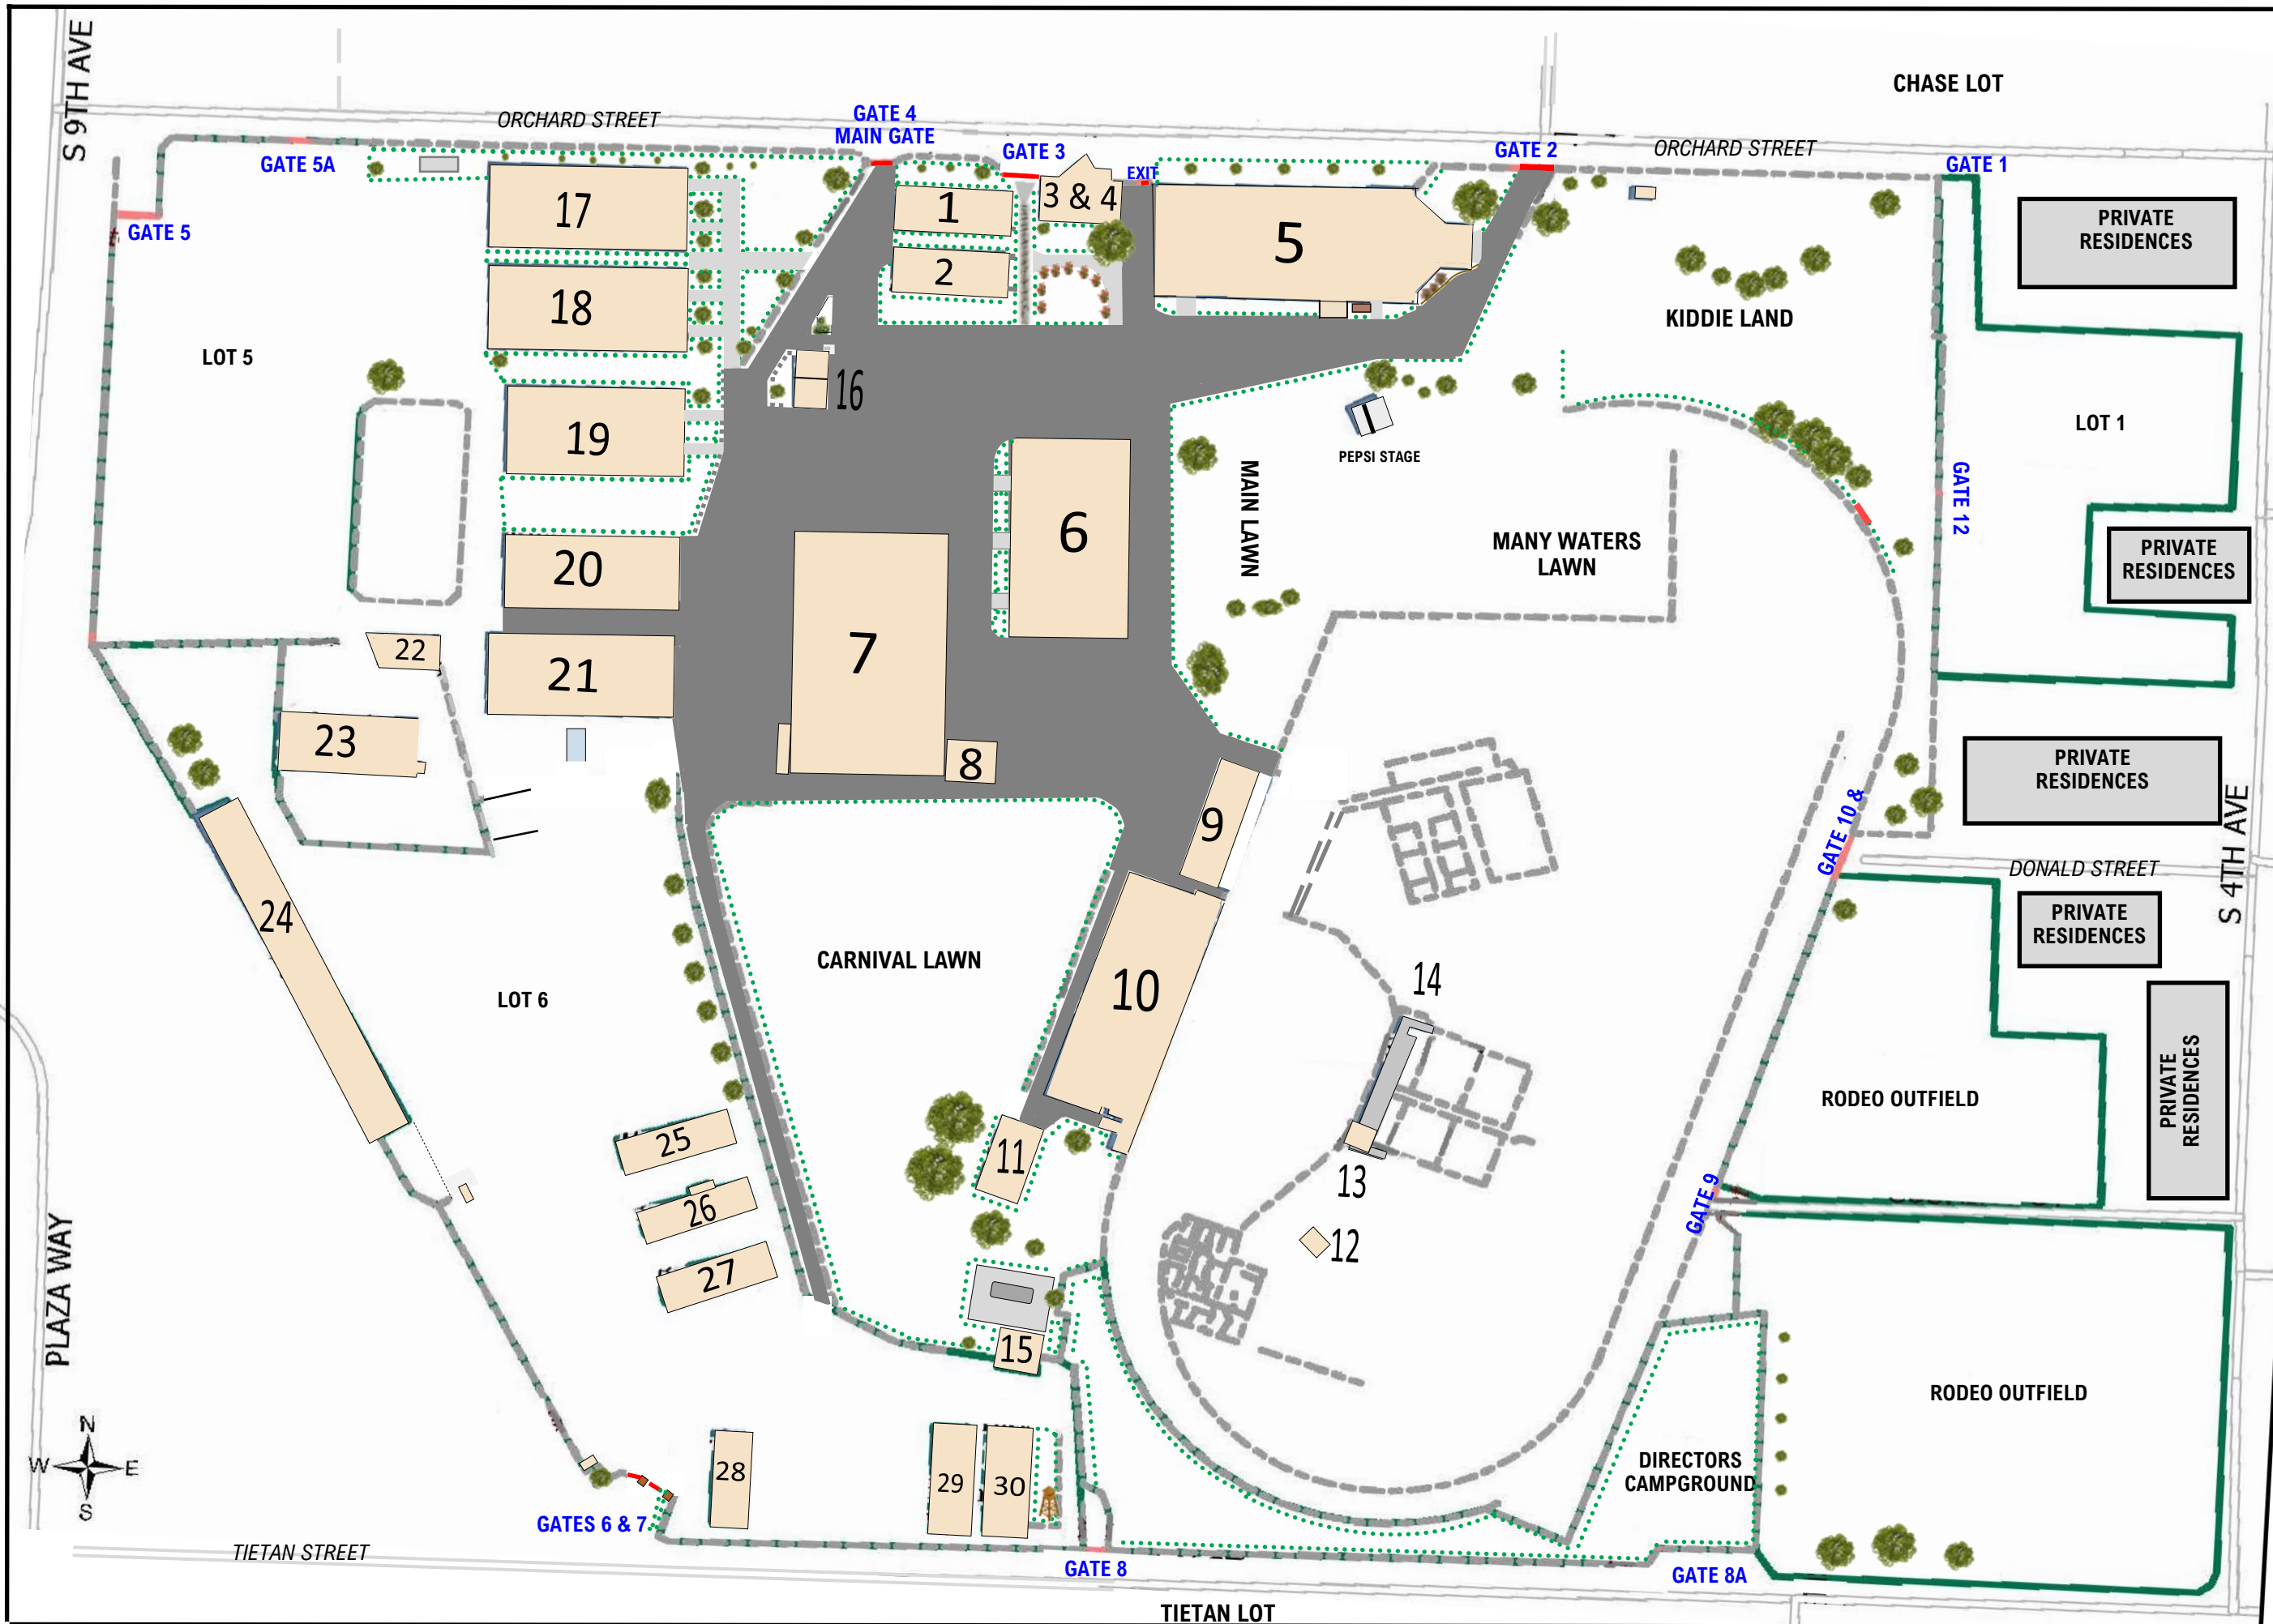 S 9TH AVE
CHASE LOT
ORCHARD STREET
GATE 4
MAIN GATE
GATE 3
GATE 2
ORCHARD STREET
GATE 1
GATE 5A
EXIT
GATE 5
17
1
3 & 4
5
2
18
PRIVATE
RESIDENCES
KIDDIE LAND
LOT 5
16
19
LOT 1
PEPSI STAGE
MAIN LAWN
GATE 12
6
MANY WATERS
LAWN
20
PRIVATE
RESIDENCES
7
22
21
23
8
PRIVATE
RESIDENCES
9
GATE 10 &
S 4TH AVE
DONALD STREET
24
PRIVATE
RESIDENCES
CARNIVAL LAWN
LOT 6
10
14
RODEO OUTFIELD
PRIVATE
RESIDENCES
25
11
13
26
GATE 9
12
27
PLAZA WAY
15
RODEO OUTFIELD
N
W
E
S
28
29
30
DIRECTORS
CAMPGROUND
GATES 6 & 7
TIETAN STREET
GATE 8
GATE 8A
TIETAN LOT